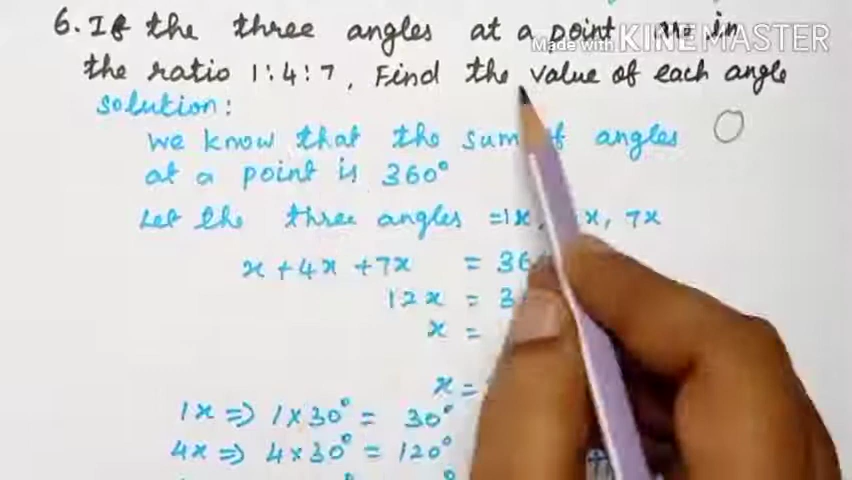 6. If the three angles at a point are in
Made with KINEMASTER
the ratio 1:4:7, Find the value of each angle
solution:
we know that the sum of angles
at a point is 360°
Let the three angles =1x, x, 7x
x + 4x + 7x = 36
12x = 3
x =
x =
1x => 1 x 30° = 30°
4x => 4 x 30° = 120°